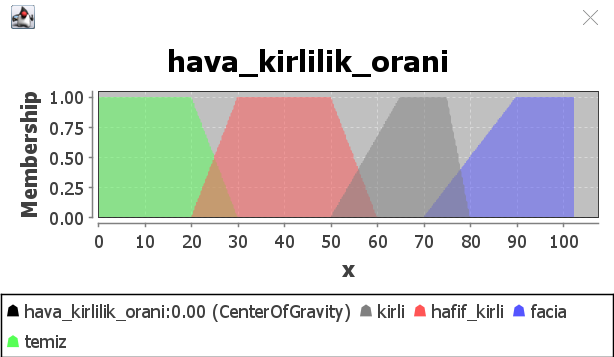 hava_kirlilik_orani
Membership
1.00
0.75
0.50
0.25
0.00
0 10 20 30 40 50 60 70 80 90 100
x
hava_kirlilik_orani:0.00 (CenterOfGravity) kirli hafif_kirli facia
temiz